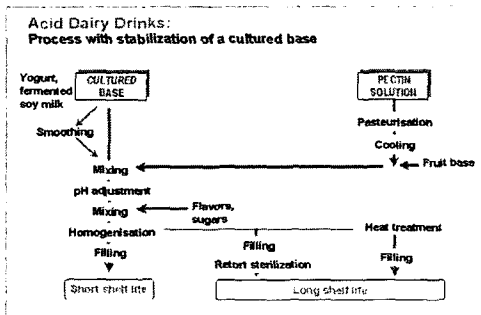 Acid Dairy Drinks:
Process with stabilization of a cultured base
Yogurt,
fermented
soy milk
CULTURED
BASE
PECTIN
SOLUTION
Smoothing
Pasteurisation
Cooling
Fruit base
Mixing
pH adjustment
Mixing
Flavors,
sugars
Homogenisation
Heat treatment
Filling
Filling
Filling
Retort sterilization
Short shelf life
Long shelf life